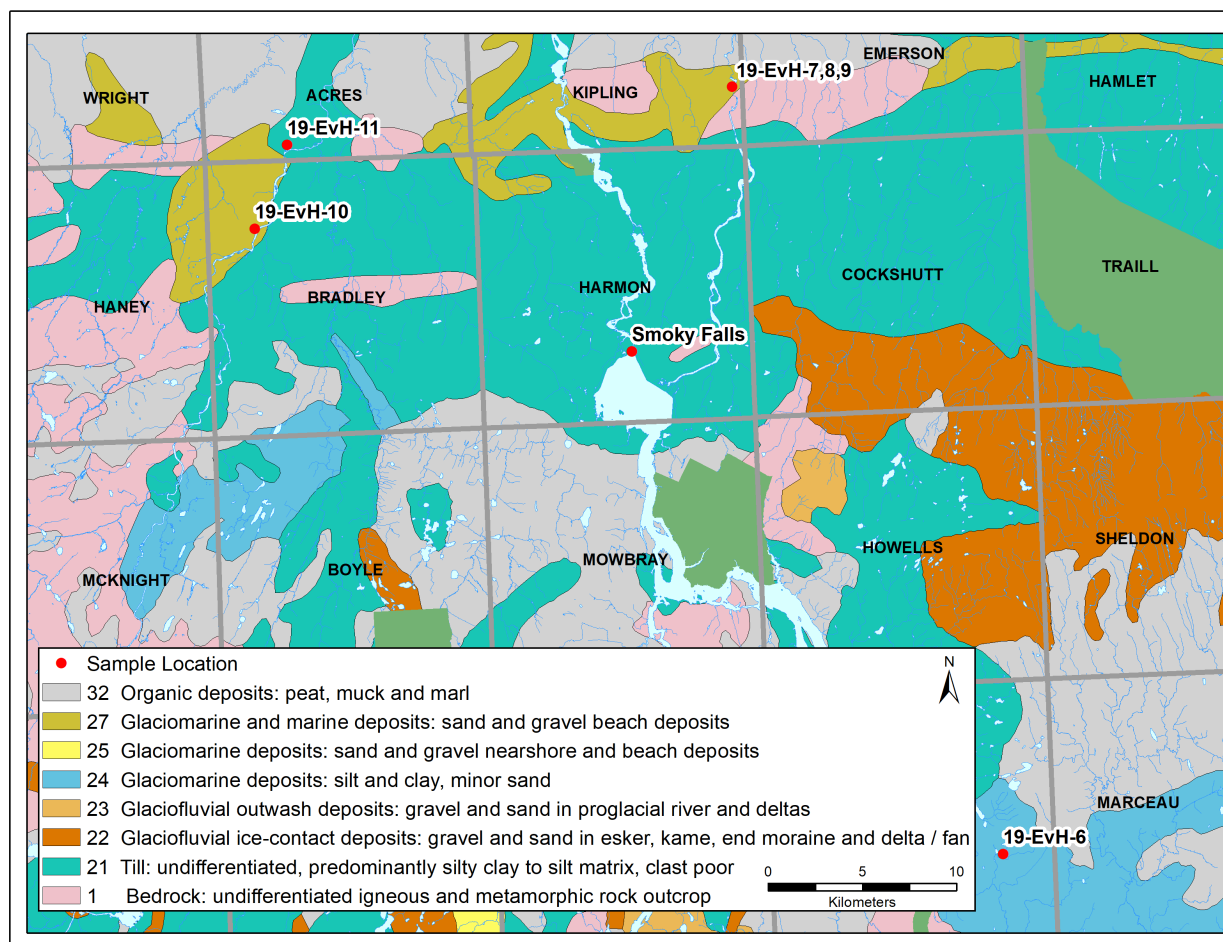 EMERSON
19-EvH-7,8,9
HAMLET
WRIGHT
ACRES
KIPLING
19-EvH-11
19-EvH-10
TRAILL
COCKSHUTT
HARMON
BRADLEY
HANEY
Smoky Falls
SHELDON
HOWELLS
MOWBRAY
BOYLE
MCKNIGHT
N
Sample Location
32 Organic deposits: peat, muck and marl
27 Glaciomarine and marine deposits: sand and gravel beach deposits
25 Glaciomarine deposits: sand and gravel nearshore and beach deposits
24 Glaciomarine deposits: silt and clay, minor sand
23 Glaciofluvial outwash deposits: gravel and sand in proglacial river and deltas
22 Glaciofluvial ice-contact deposits: gravel and sand in esker, kame, end moraine and delta / fan
21 Till: undifferentiated, predominantly silty clay to silt matrix, clast poor
1 Bedrock: undifferentiated igneous and metamorphic rock outcrop
0 5 10
Kilometers
MARCEAU
19-EvH-6